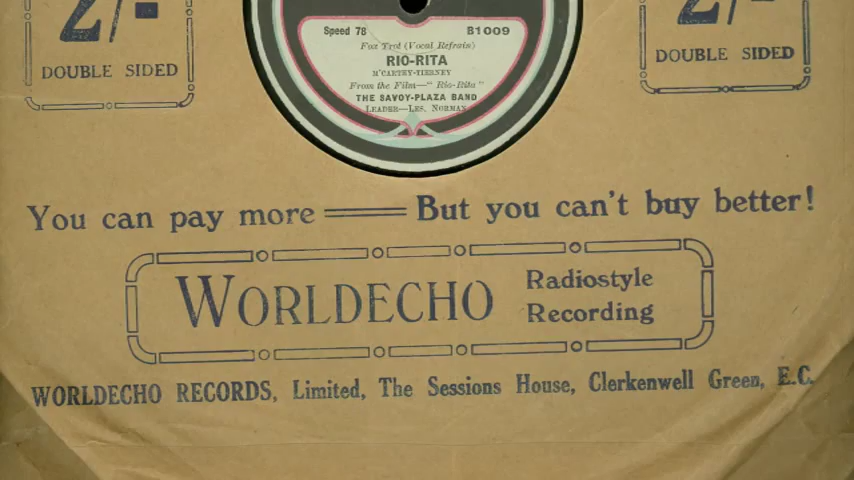 2/-
2/-
DOUBLE SIDED
DOUBLE SIDED
Speed 78 B1009
Fox Trot (Vocal Refrain)
RIO-RITA
McCARTHY-TIERNEY
From the Film—"Rio-Rita"
THE SAVOY-PLAZA BAND
LEADER—LES. NORMAN
You can pay more
But you can't buy better!
WORLDECHO
Radiostyle
Recording
WORLDECHO RECORDS, Limited, The Sessions House, Clerkenwell Green, E.C.